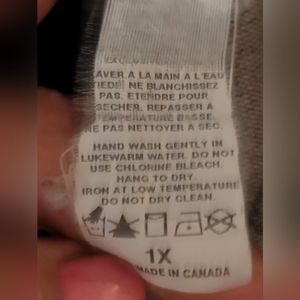 EXCLUSIVE
LAVER A LA MAIN A L'EAU
TIEDE. NE BLANCHISSEZ
PAS. ETENDRE POUR
SECHER. REPASSER A
TEMPERATURE BASSE.
NE PAS NETTOYER A SEC.
HAND WASH GENTLY IN
LUKEWARM WATER. DO NOT
USE CHLORINE BLEACH.
HANG TO DRY.
IRON AT LOW TEMPERATURE
DO NOT DRY CLEAN.
1X
MADE IN CANADA